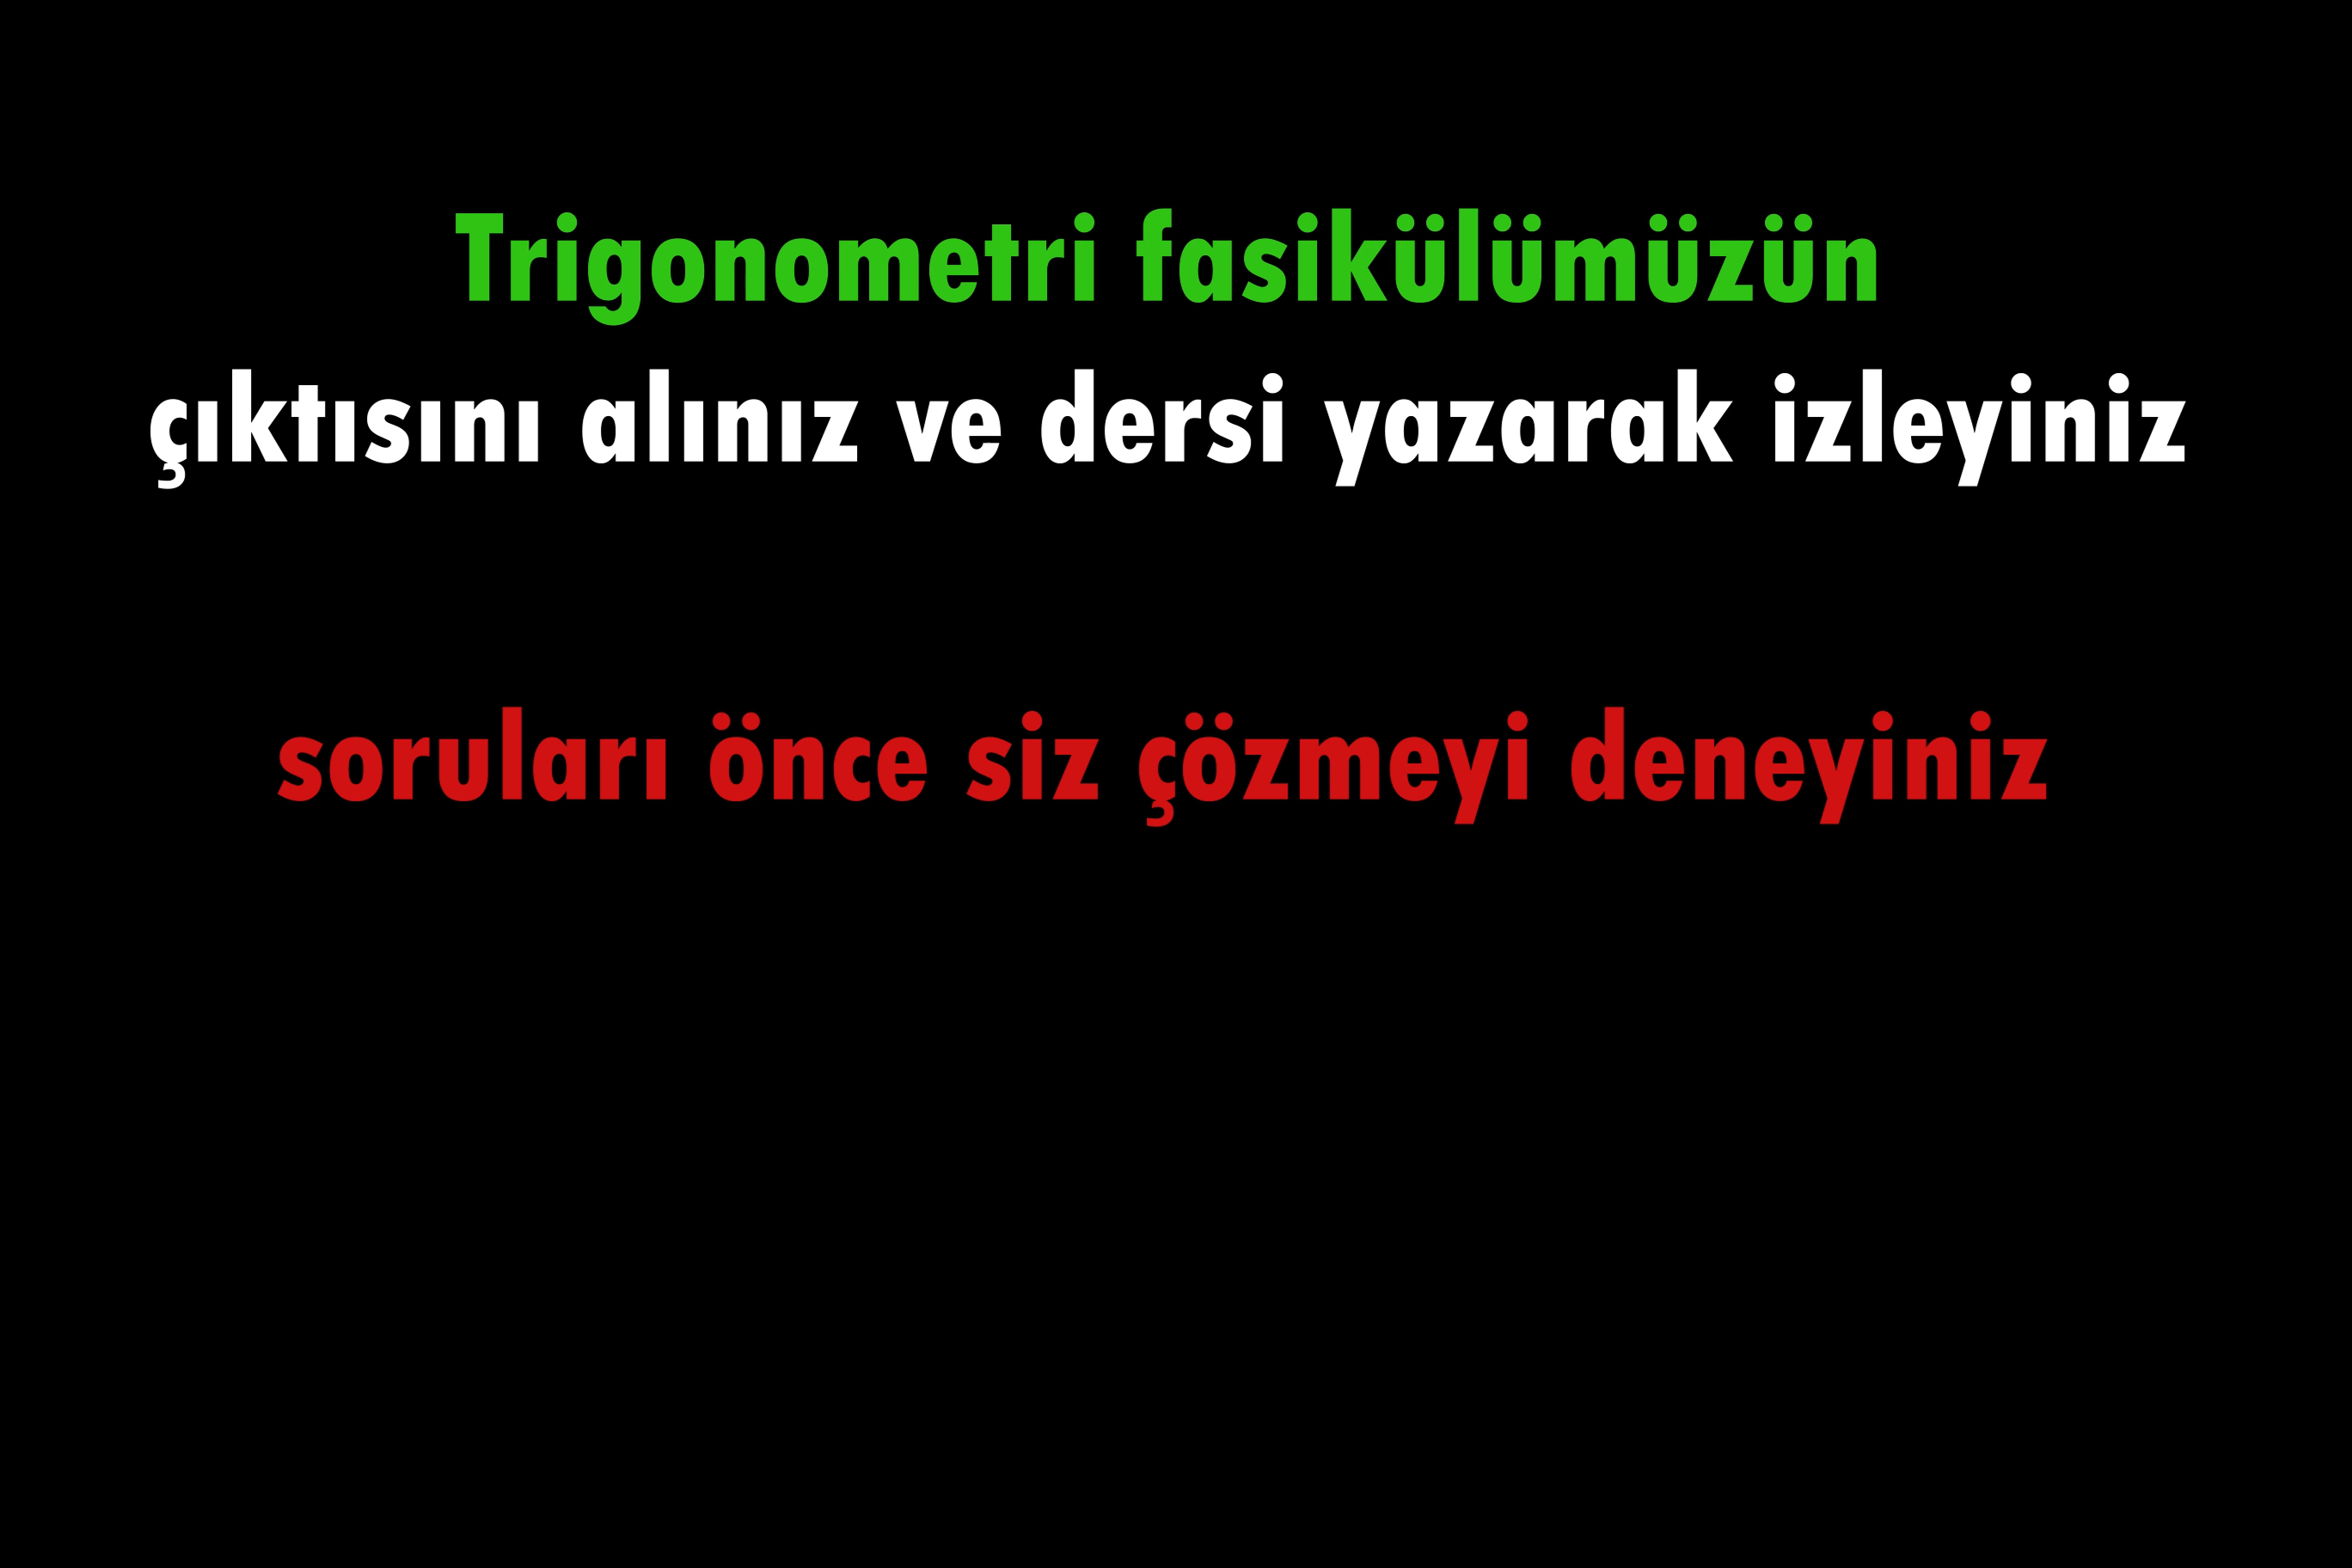 Trigonometri fasikülümüzün
çıktısını alınız ve dersi yazarak izleyiniz
soruları önce siz çözmeyi deneyiniz